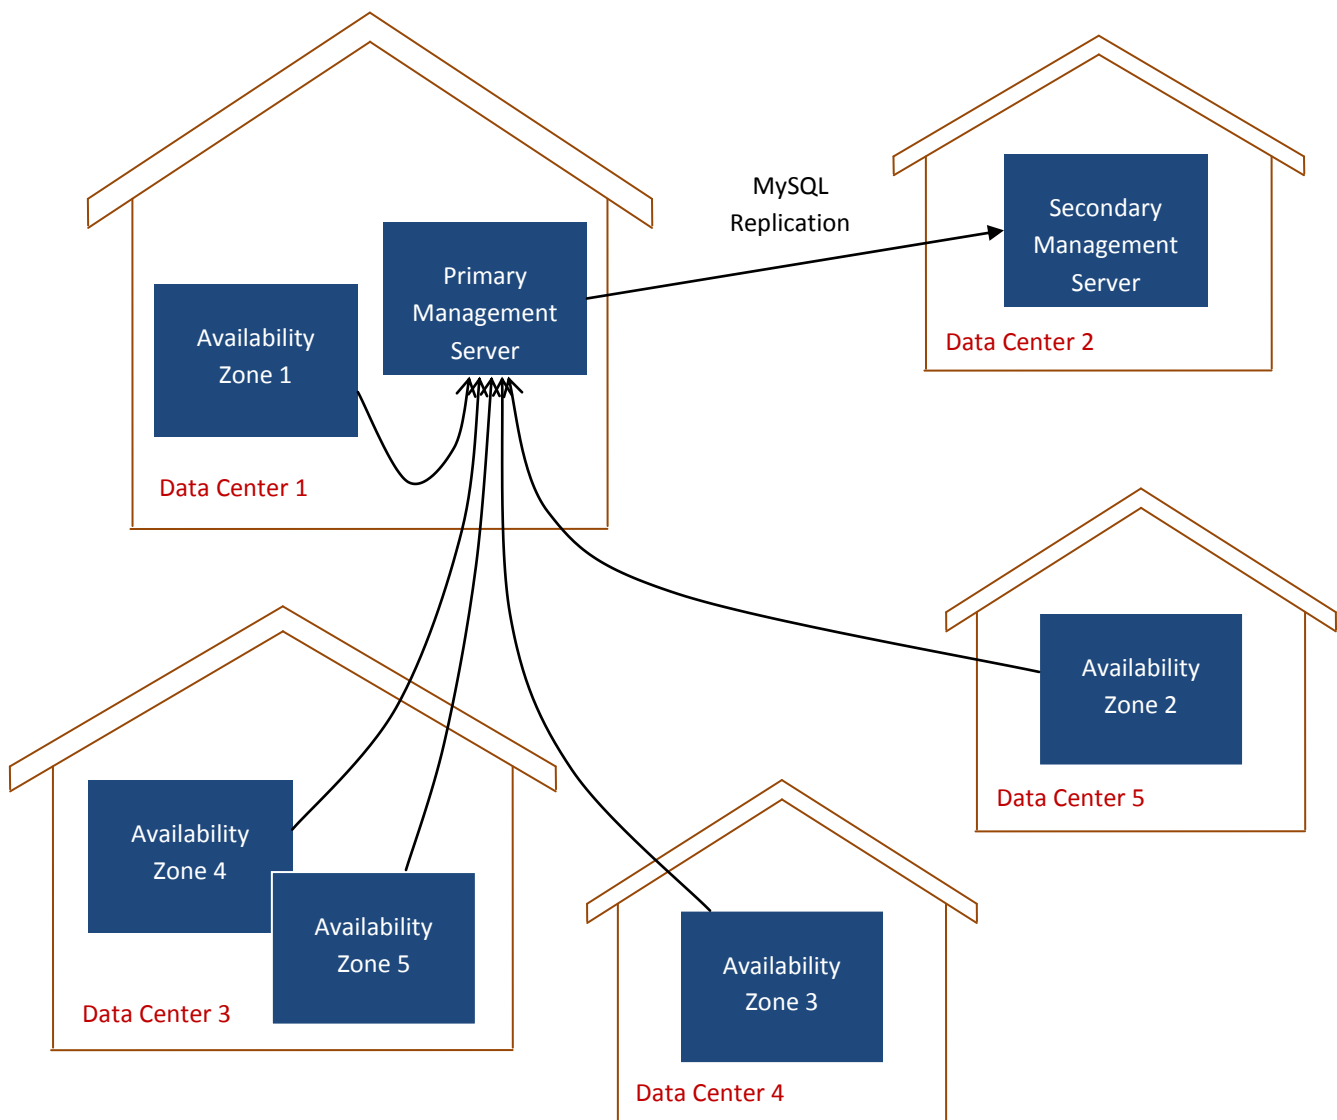 MySQL
Replication
Secondary
Management
Server
Data Center 2
Primary
Management
Server
Availability
Zone 1
Data Center 1
Availability
Zone 2
Data Center 5
Availability
Zone 4
Availability
Zone 5
Data Center 3
Availability
Zone 3
Data Center 4